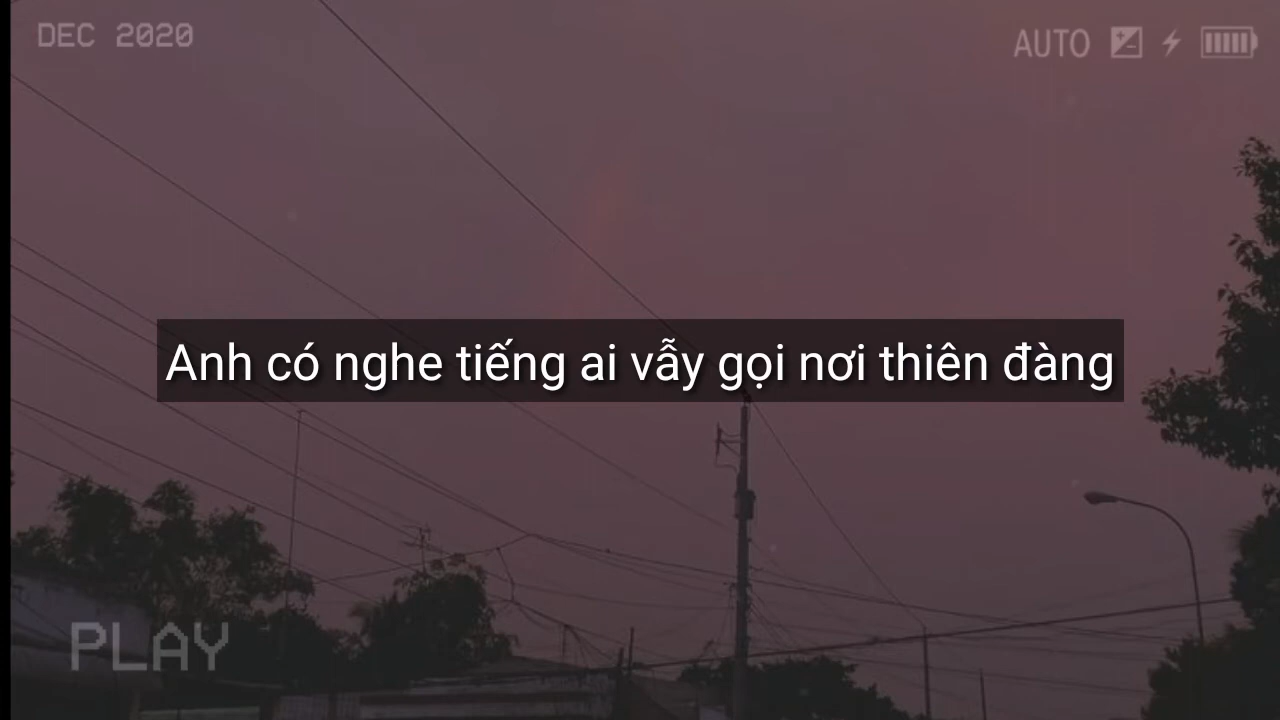 DEC 2020
AUTO
Anh có nghe tiếng ai vẫy gọi nơi thiên đàng
PLAY